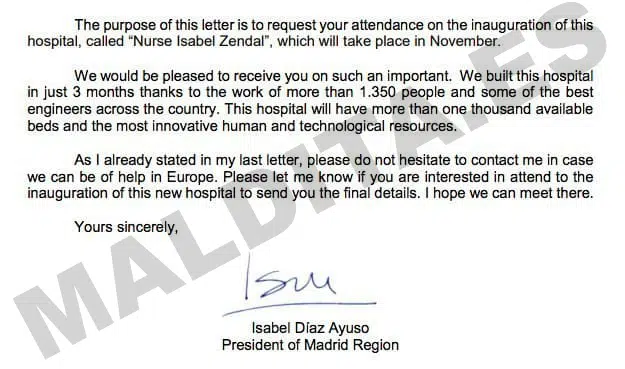 The purpose of this letter is to request your attendance on the inauguration of this
hospital, called “Nurse Isabel Zendal”, which will take place in November.
We would be pleased to receive you on such an important.  We built this hospital
in just 3 months thanks to the work of more than 1.350 people and some of the best
engineers across the country. This hospital will have more than one thousand available
beds and the most innovative human and technological resources.
As I already stated in my last letter, please do not hesitate to contact me in case
we can be of help in Europe. Please let me know if you are interested in attend to the
inauguration of this new hospital to send you the final details. I hope we can meet there.
Yours sincerely,
Isabel Díaz Ayuso
President of Madrid Region
MALDITA.ES